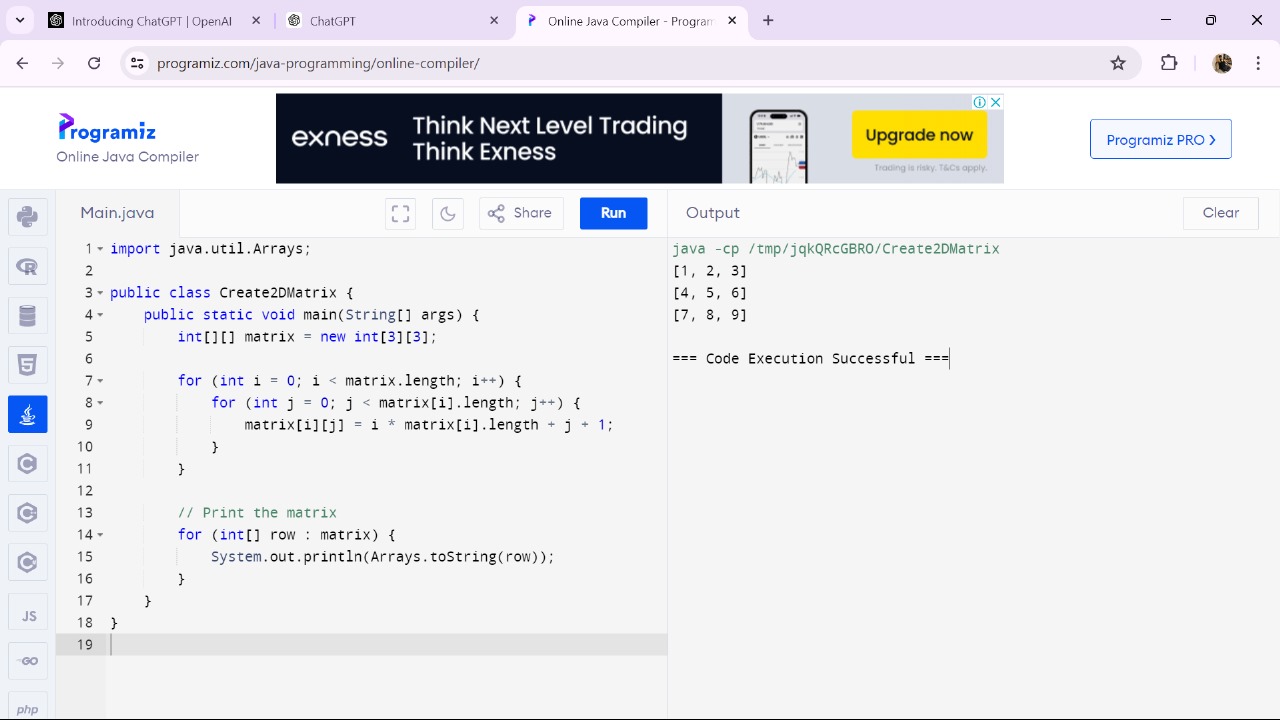 Introducing ChatGPT | OpenAI
ChatGPT
Online Java Compiler - Program
programiz.com/java-programming/online-compiler/
Programiz
Online Java Compiler
exness
Think Next Level Trading
Think Exness
Upgrade now
Trading is risky. T&Cs apply.
Programiz PRO >
Main.java
Share
Run
Output
Clear
1 import java.util.Arrays;
2
3 public class Create2DMatrix {
4     public static void main(String[] args) {
5         int[][] matrix = new int[3][3];
6
7         for (int i = 0; i < matrix.length; i++) {
8             for (int j = 0; j < matrix[i].length; j++) {
9                 matrix[i][j] = i * matrix[i].length + j + 1;
10             }
11         }
12
13         // Print the matrix
14         for (int[] row : matrix) {
15             System.out.println(Arrays.toString(row));
16         }
17     }
18 }
19
java -cp /tmp/jqkQRcGBRO/Create2DMatrix
[1, 2, 3]
[4, 5, 6]
[7, 8, 9]
=== Code Execution Successful ===
JS
GO
php